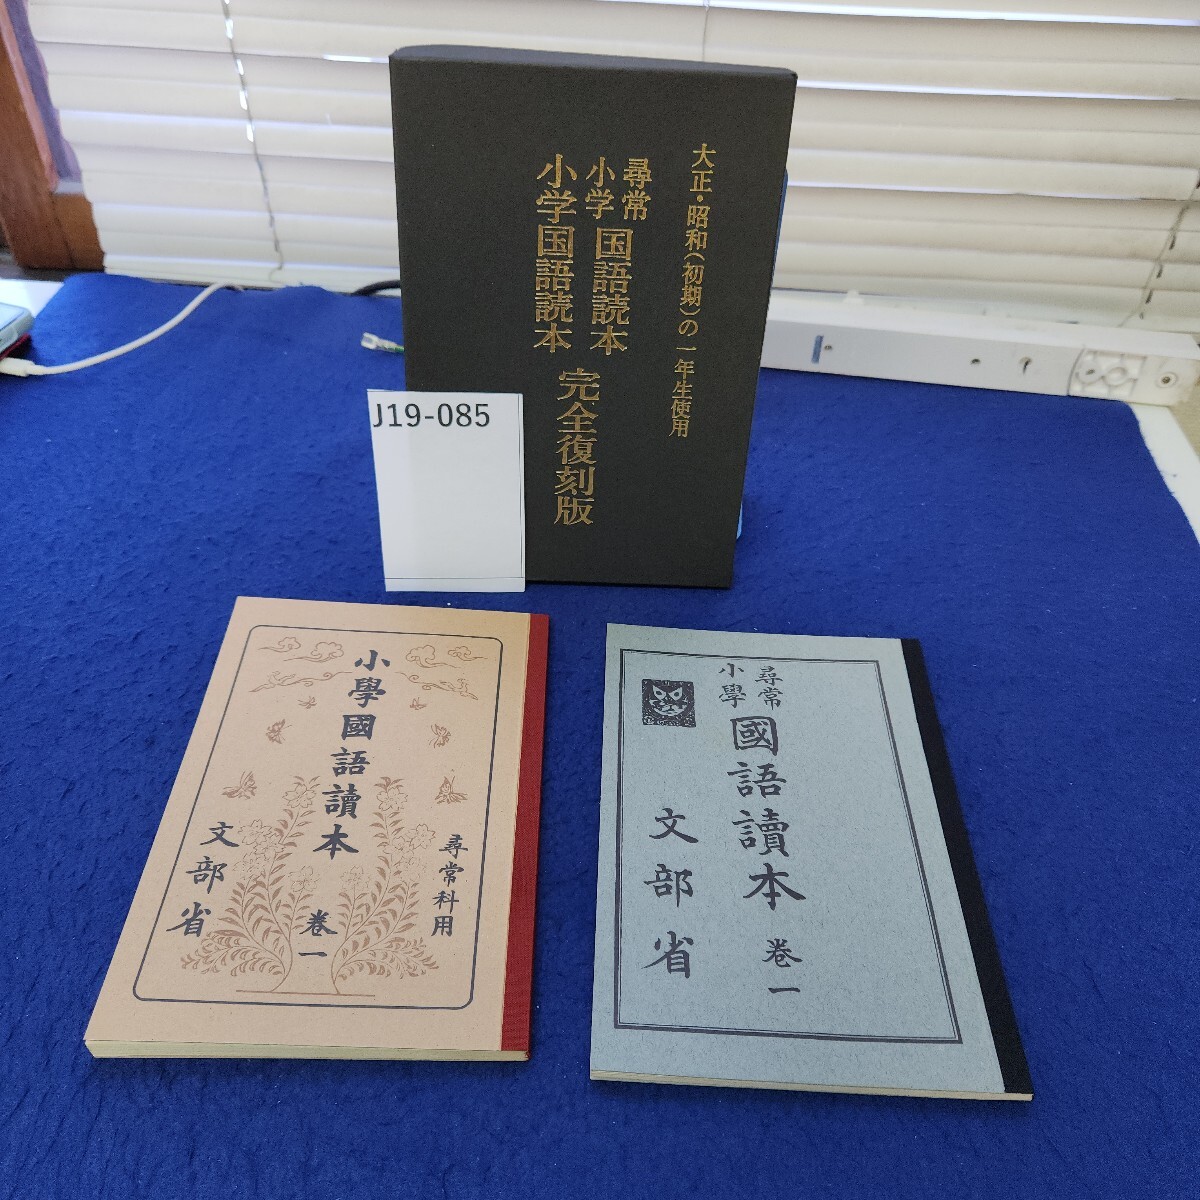 大正・昭和(初期)の一年生使用
尋常
小学
国語読本
小学国語読本
完全復刻版
J19-085
小學國語讀本
尋常科用
卷一
文部省
尋常
小學
國語讀本
卷一
文部省